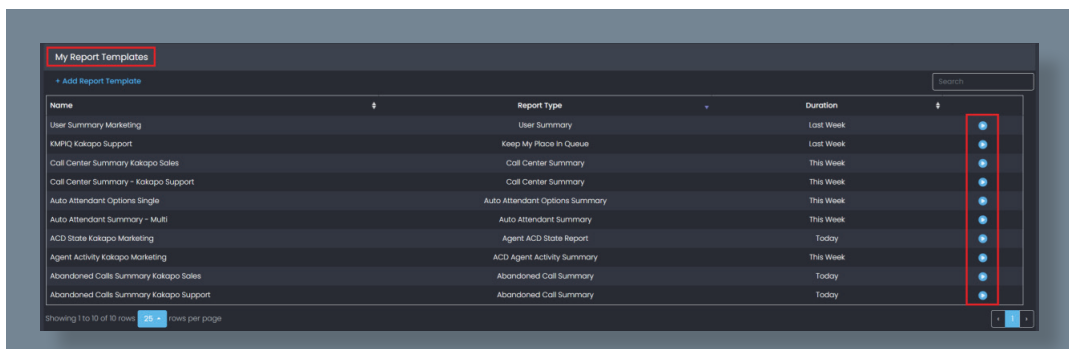 My Report Templates
+ Add Report Template Search
Name Report Type Duration
User Summary Marketing User Summary Last Week
KMPIQ Kakapo Support Keep My Place In Queue Last Week
Call Center Summary Kakapo Sales Call Center Summary This Week
Call Center Summary - Kakapo Support Call Center Summary This Week
Auto Attendant Options Single Auto Attendant Options Summary This Week
Auto Attendant Summary - Multi Auto Attendant Summary This Week
ACD State Kakapo Marketing Agent ACD State Report Today
Agent Activity Kakapo Marketing ACD Agent Activity Summary This Week
Abandoned Calls Summary Kakapo Sales Abandoned Call Summary Today
Abandoned Calls Summary Kakapo Support Abandoned Call Summary Today
Showing 1 to 10 of 10 rows 25 rows per page ‹ 1 ›